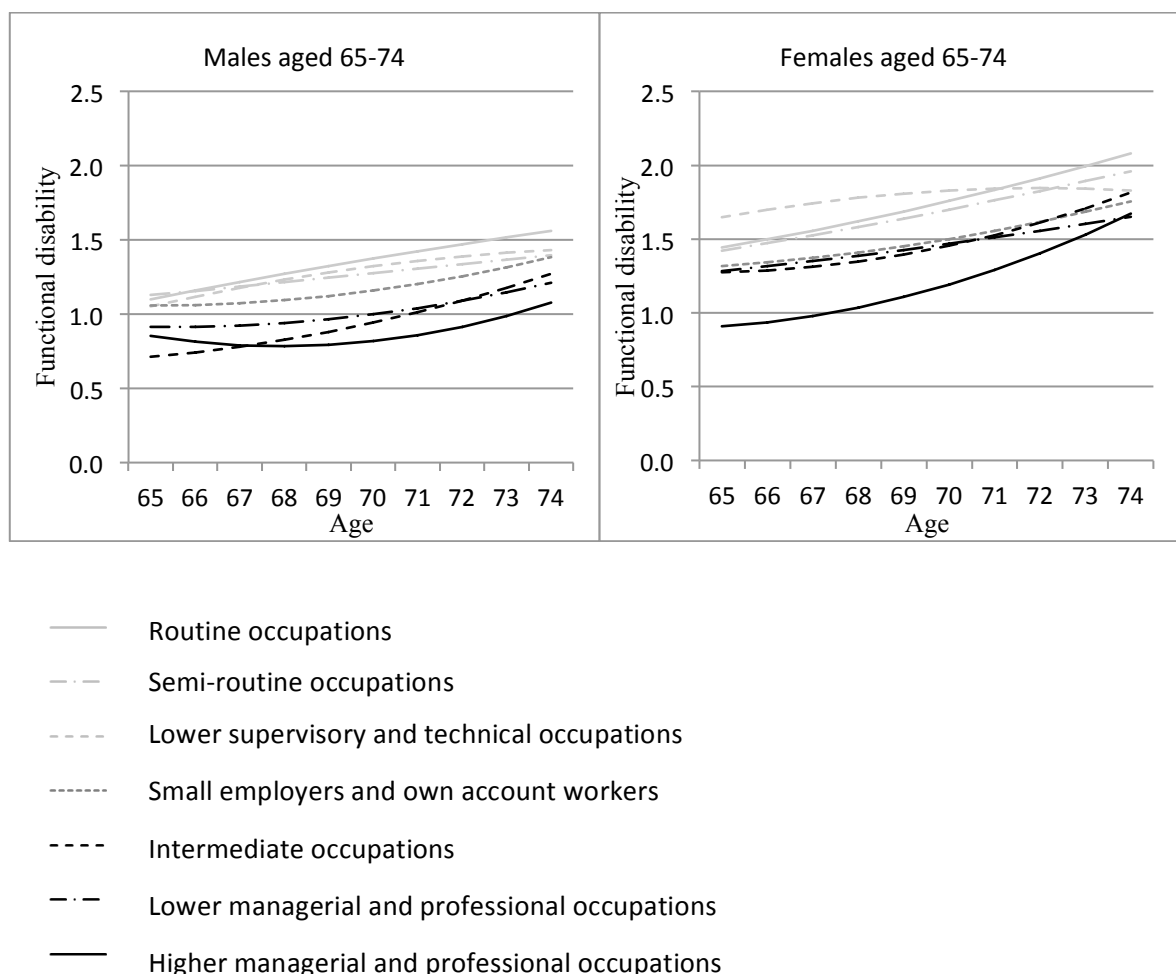 Males aged 65-74
Functional disability
2.5
2.0
1.5
1.0
0.5
0.0
65 66 67 68 69 70 71 72 73 74
Age
Females aged 65-74
Functional disability
2.5
2.0
1.5
1.0
0.5
0.0
65 66 67 68 69 70 71 72 73 74
Age
Routine occupations
Semi-routine occupations
Lower supervisory and technical occupations
Small employers and own account workers
Intermediate occupations
Lower managerial and professional occupations
Higher managerial and professional occupations